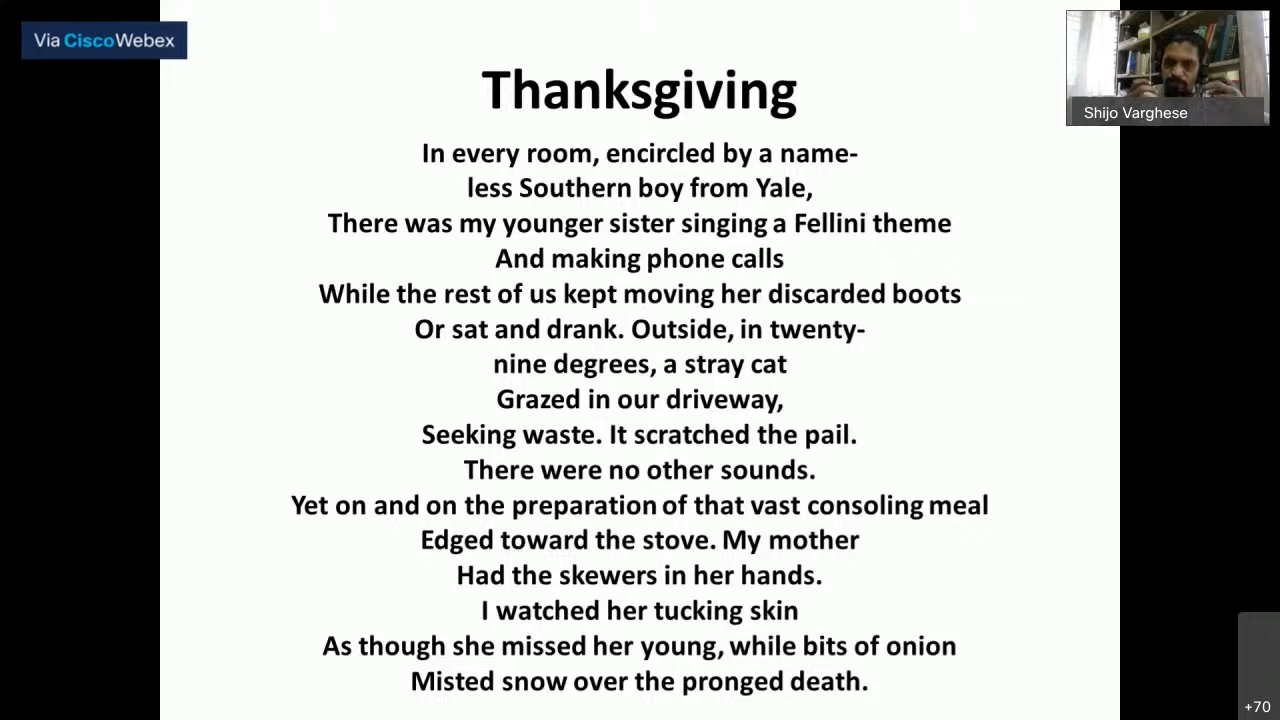 Via CiscoWebex
Shijo Varghese
Thanksgiving
In every room, encircled by a name-
less Southern boy from Yale,
There was my younger sister singing a Fellini theme
And making phone calls
While the rest of us kept moving her discarded boots
Or sat and drank. Outside, in twenty-
nine degrees, a stray cat
Grazed in our driveway,
Seeking waste. It scratched the pail.
There were no other sounds.
Yet on and on the preparation of that vast consoling meal
Edged toward the stove. My mother
Had the skewers in her hands.
I watched her tucking skin
As though she missed her young, while bits of onion
Misted snow over the pronged death.
+70